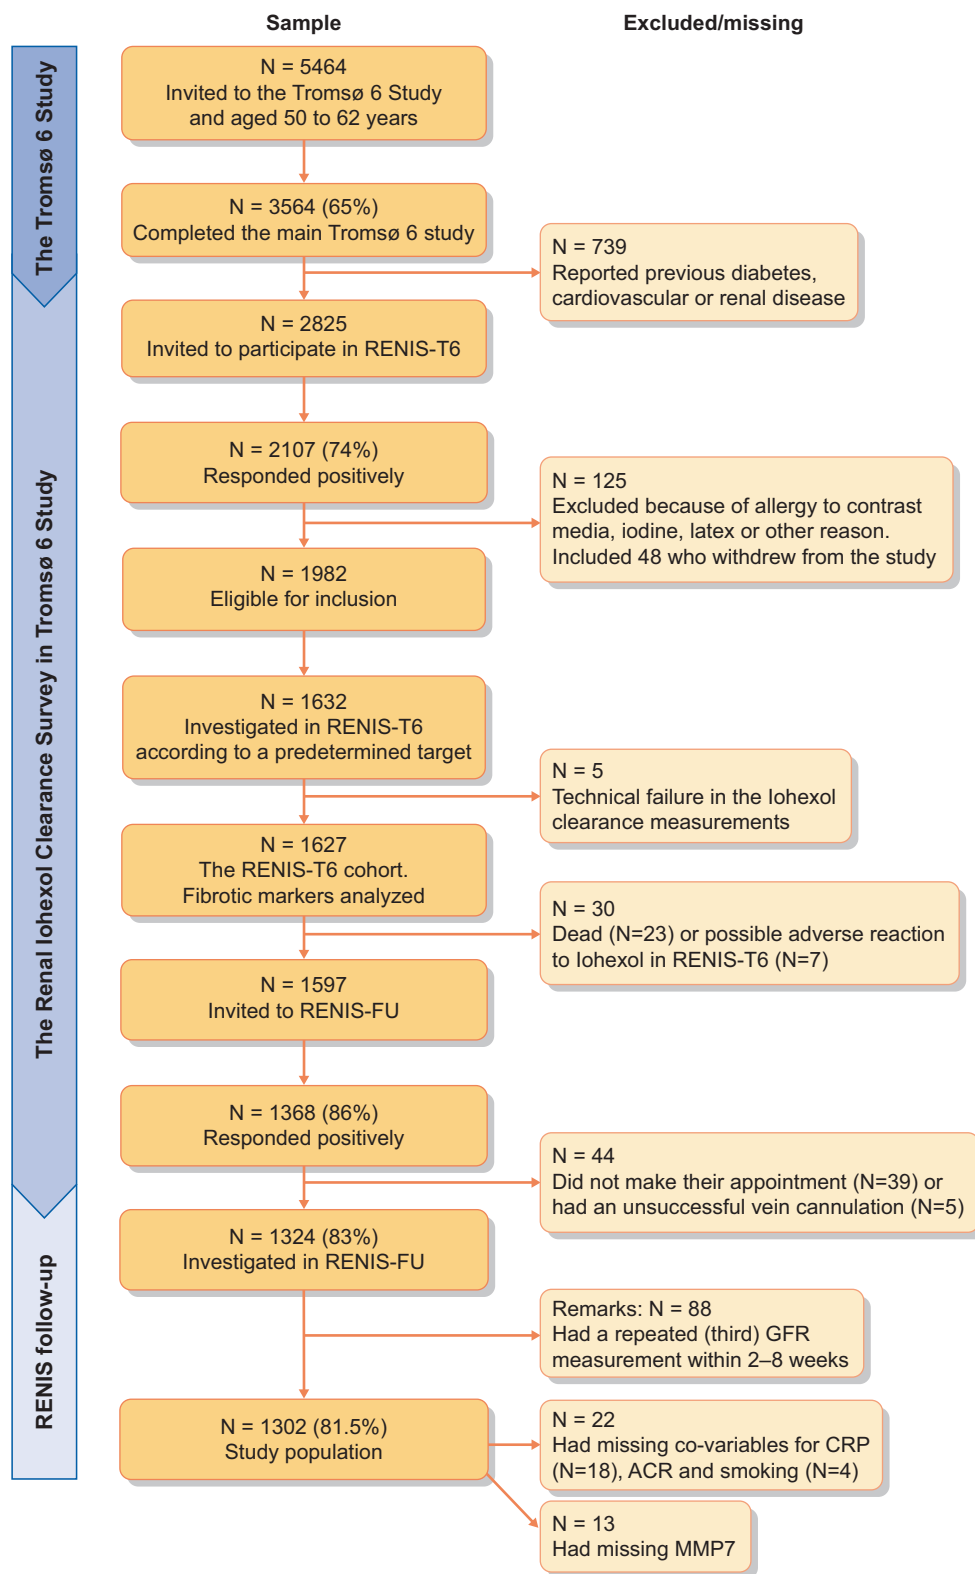 Sample
Excluded/missing
The Tromsø 6 Study
N = 5464
Invited to the Tromsø 6 Study
and aged 50 to 62 years
N = 3564 (65%)
Completed the main Tromsø 6 study
N = 739
Reported previous diabetes,
cardiovascular or renal disease
The Renal Iohexol Clearance Survey in Tromsø 6 Study
N = 2825
Invited to participate in RENIS-T6
N = 2107 (74%)
Responded positively
N = 125
Excluded because of allergy to contrast
media, iodine, latex or other reason.
Included 48 who withdrew from the study
N = 1982
Eligible for inclusion
N = 1632
Investigated in RENIS-T6
according to a predetermined target
N = 5
Technical failure in the Iohexol
clearance measurements
N = 1627
The RENIS-T6 cohort.
Fibrotic markers analyzed
N = 30
Dead (N=23) or possible adverse reaction
to Iohexol in RENIS-T6 (N=7)
N = 1597
Invited to RENIS-FU
N = 1368 (86%)
Responded positively
N = 44
Did not make their appointment (N=39) or
had an unsuccessful vein cannulation (N=5)
RENIS follow-up
N = 1324 (83%)
Investigated in RENIS-FU
Remarks: N = 88
Had a repeated (third) GFR
measurement within 2–8 weeks
N = 1302 (81.5%)
Study population
N = 22
Had missing co-variables for CRP
(N=18), ACR and smoking (N=4)
N = 13
Had missing MMP7